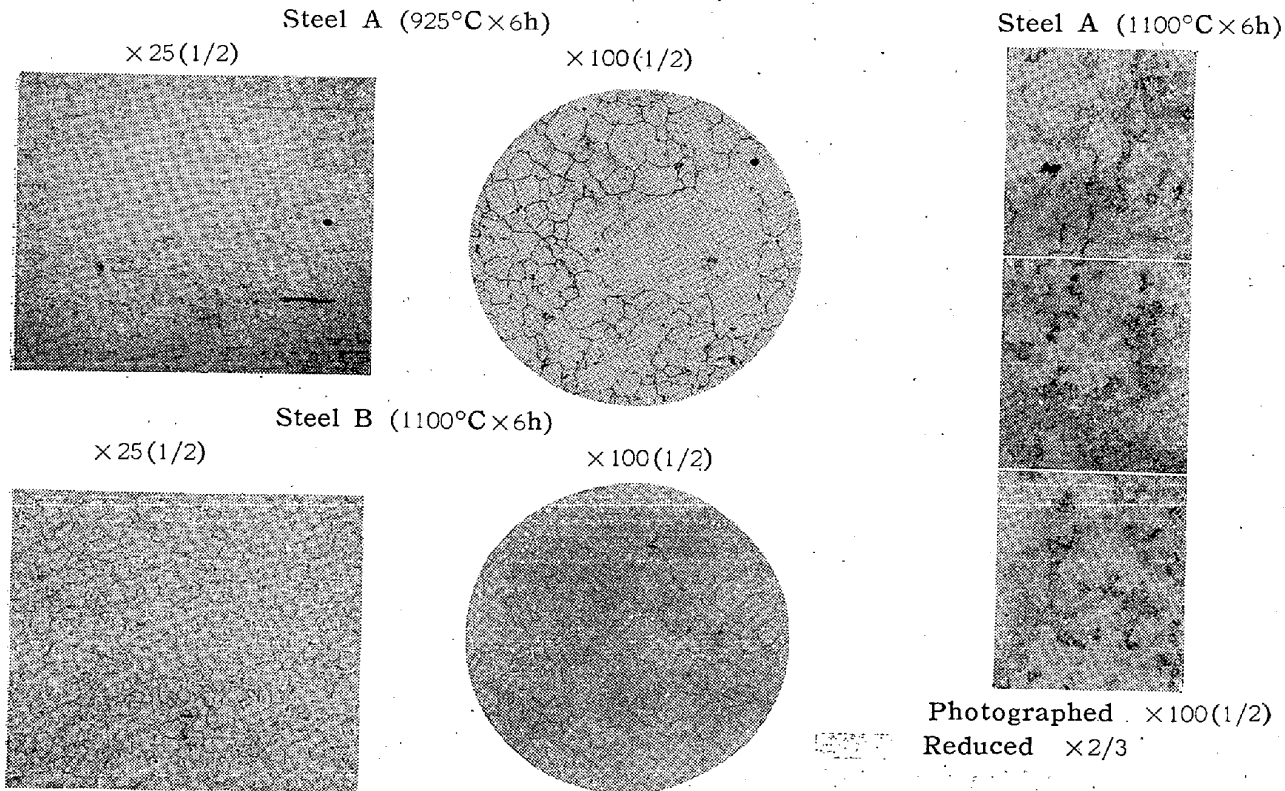 Steel A (925°C×6h)
×25(1/2)
×100(1/2)
Steel B (1100°C×6h)
×25(1/2)
×100(1/2)
Steel A (1100°C×6h)
Photographed ×100(1/2)
Reduced ×2/3